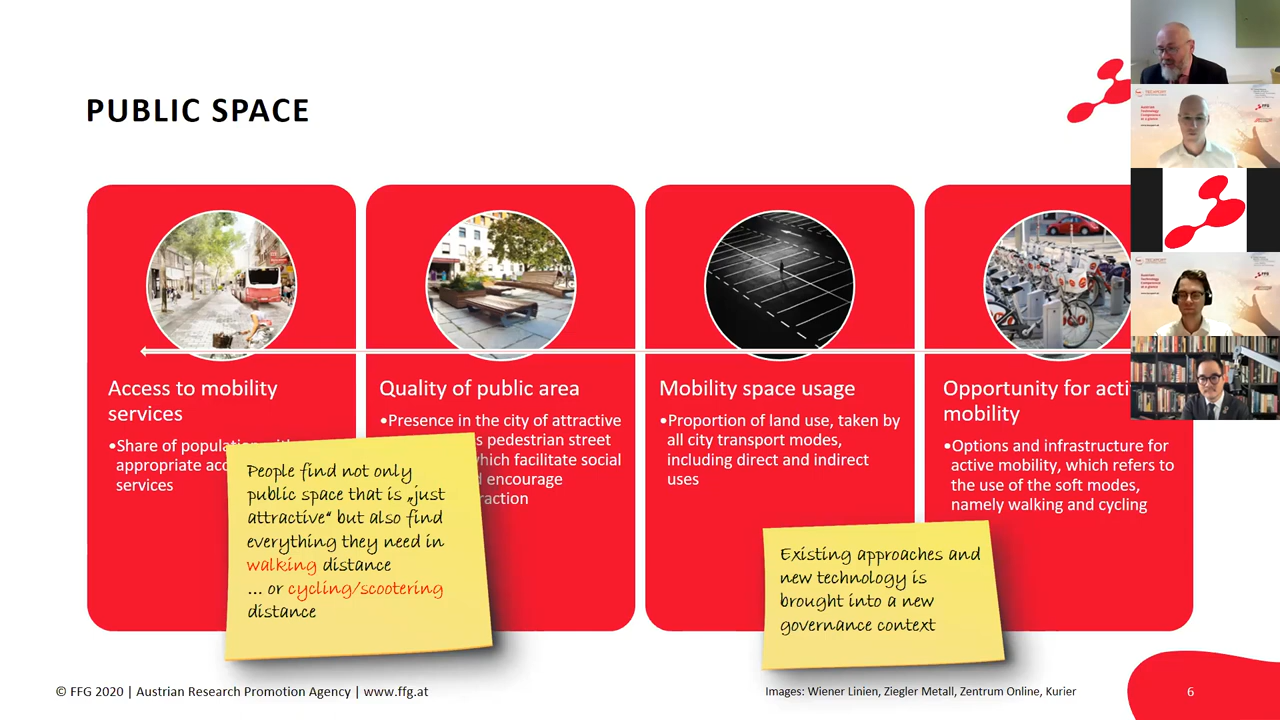 PUBLIC SPACE
Access to mobility
services
•Share of population with
appropriate acc
services
Quality of public area
•Presence in the city of attractive
s pedestrian street
which facilitate social
d encourage
raction
Mobility space usage
•Proportion of land use, taken by
all city transport modes,
including direct and indirect
uses
Opportunity for acti
mobility
•Options and infrastructure for
active mobility, which refers to
the use of the soft modes,
namely walking and cycling
People find not only
public space that is „just
attractive“ but also find
everything they need in
walking distance
... or cycling/scootering
distance
Existing approaches and
new technology is
brought into a new
governance context
© FFG 2020 | Austrian Research Promotion Agency | www.ffg.at
Images: Wiener Linien, Ziegler Metall, Zentrum Online, Kurier
6